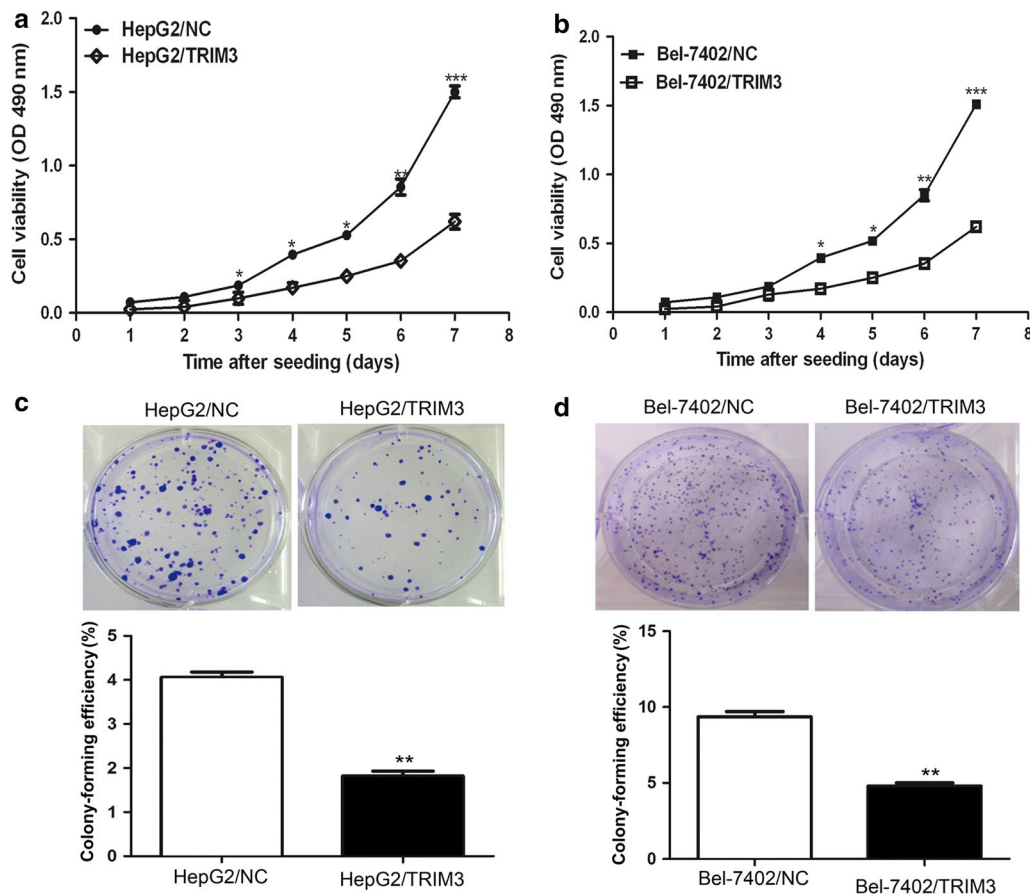 a
HepG2/NC
HepG2/TRIM3
Cell viability (OD 490 nm)
2.0
1.5
1.0
0.5
0.0
*
*
*
**
***
0 1 2 3 4 5 6 7 8
Time after seeding (days)
b
Bel-7402/NC
Bel-7402/TRIM3
Cell viability (OD 490 nm)
2.0
1.5
1.0
0.5
0.0
*
*
**
***
0 1 2 3 4 5 6 7 8
Time after seeding (days)
c
HepG2/NC HepG2/TRIM3
Colony-forming efficiency (%)
5
4
3
2
1
0
**
HepG2/NC HepG2/TRIM3
d
Bel-7402/NC Bel-7402/TRIM3
Colony-forming efficiency (%)
15
10
5
0
**
Bel-7402/NC Bel-7402/TRIM3